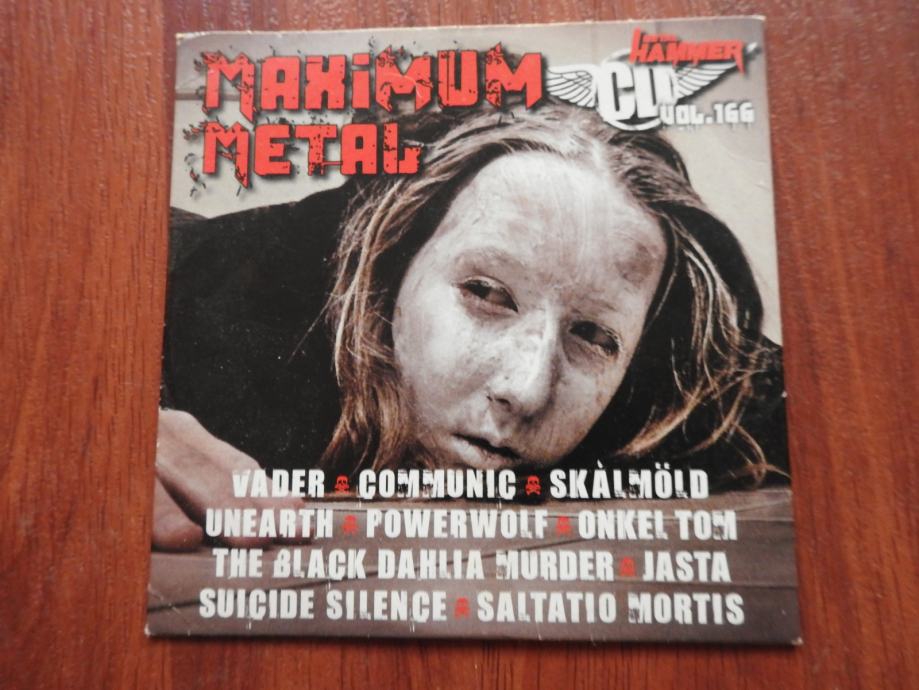 MAXIMUM
METAL
METAL HAMMER
CD
VOL.166
VADER COMMUNIC SKÀLMÖLD
UNEARTH POWERWOLF ONKEL TOM
THE BLACK DAHLIA MURDER JASTA
SUICIDE SILENCE SALTATIO MORTIS